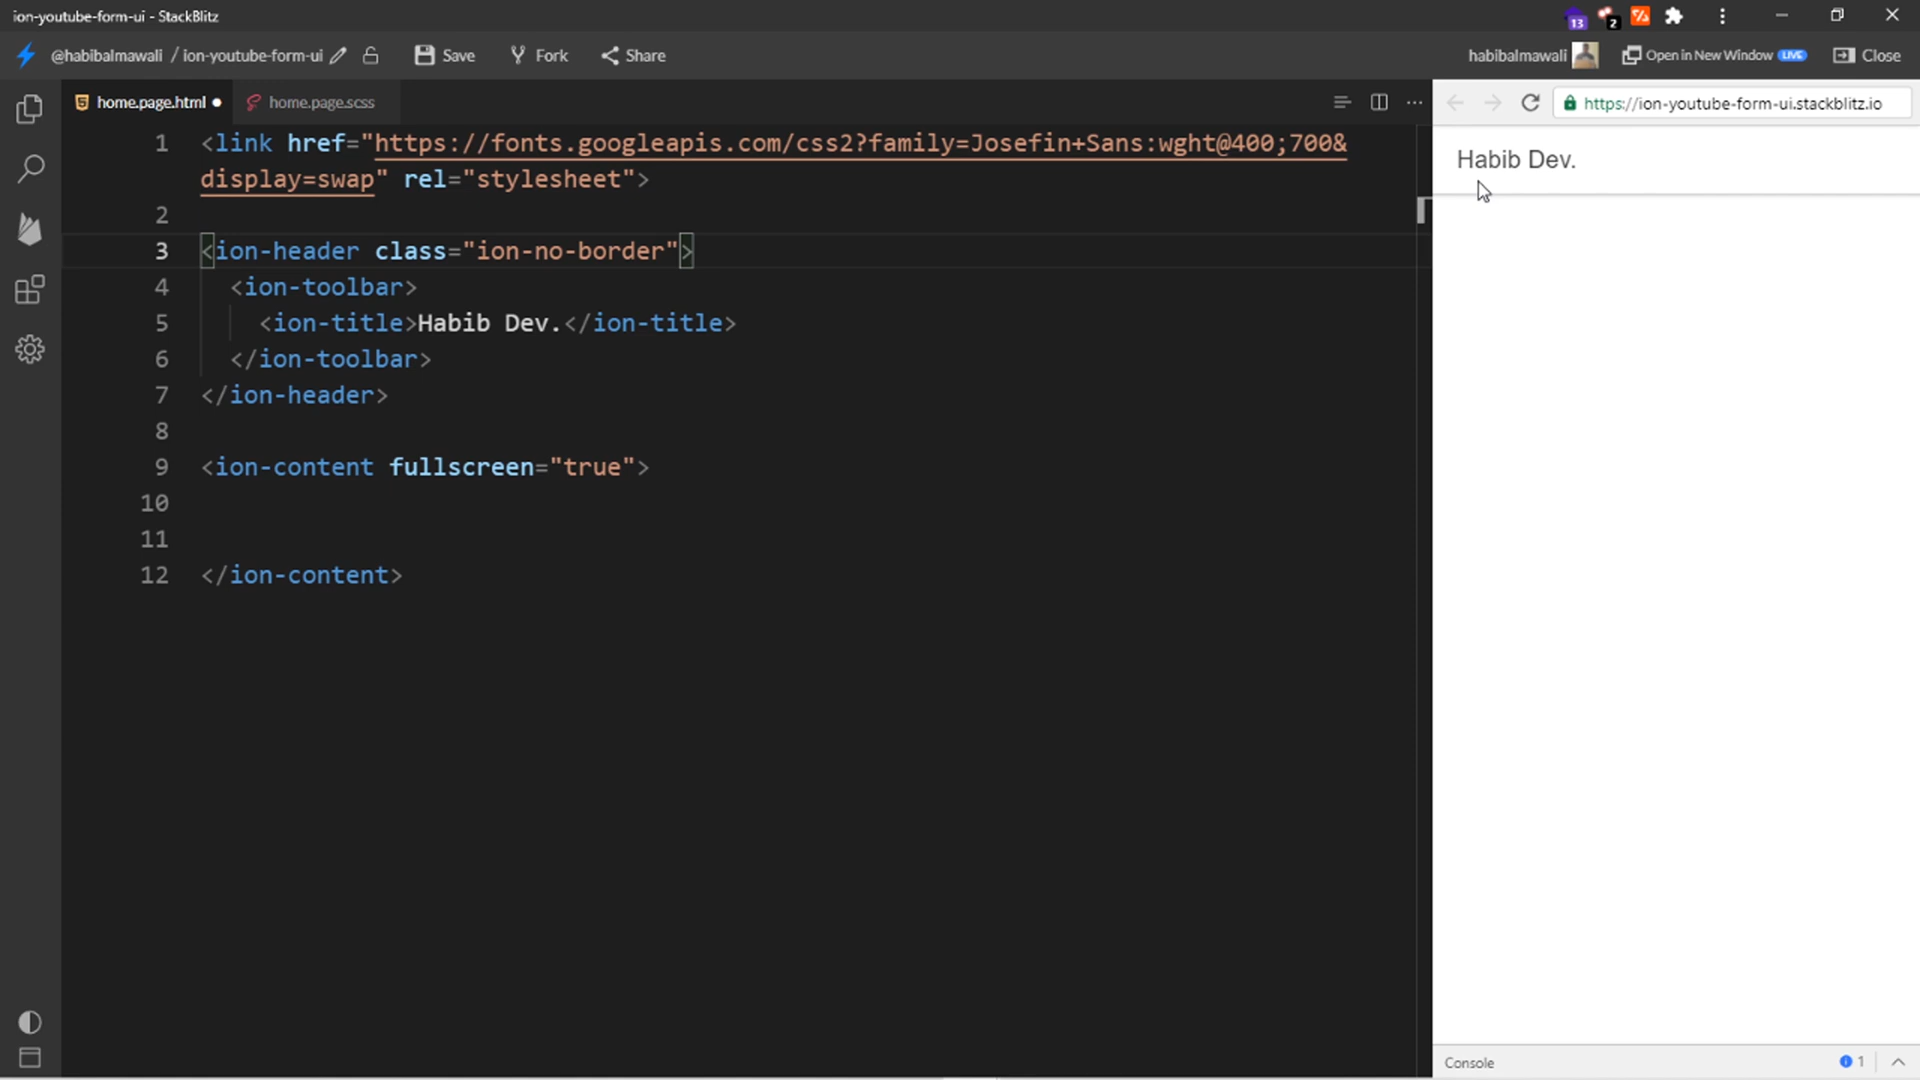 ion-youtube-form-ui - StackBlitz
13
2
@habibalmawali / ion-youtube-form-ui
Save
Fork
Share
habibalmawali
Open in New Window LIVE
Close
home.page.html
home.page.scss
https://ion-youtube-form-ui.stackblitz.io
1 <link href="https://fonts.googleapis.com/css2?family=Josefin+Sans:wght@400;700&
display=swap" rel="stylesheet">
2
3 <ion-header class="ion-no-border">
4 <ion-toolbar>
5 <ion-title>Habib Dev.</ion-title>
6 </ion-toolbar>
7 </ion-header>
8
9 <ion-content fullscreen="true">
10
11
12 </ion-content>
Habib Dev.
Console
1